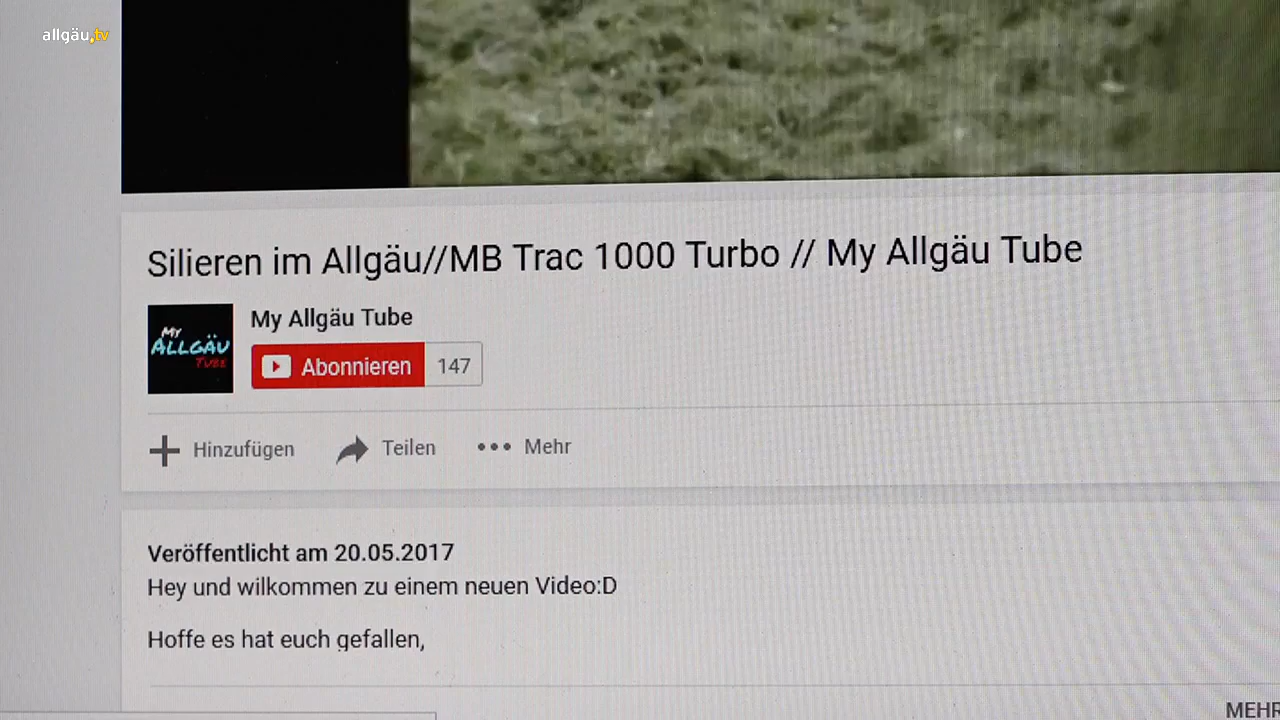 allgäu.tv
Silieren im Allgäu//MB Trac 1000 Turbo // My Allgäu Tube
MY
ALLGÄU
TUBE
My Allgäu Tube
Abonnieren 147
Hinzufügen Teilen Mehr
Veröffentlicht am 20.05.2017
Hey und wilkommen zu einem neuen Video:D
Hoffe es hat euch gefallen,
MEHR